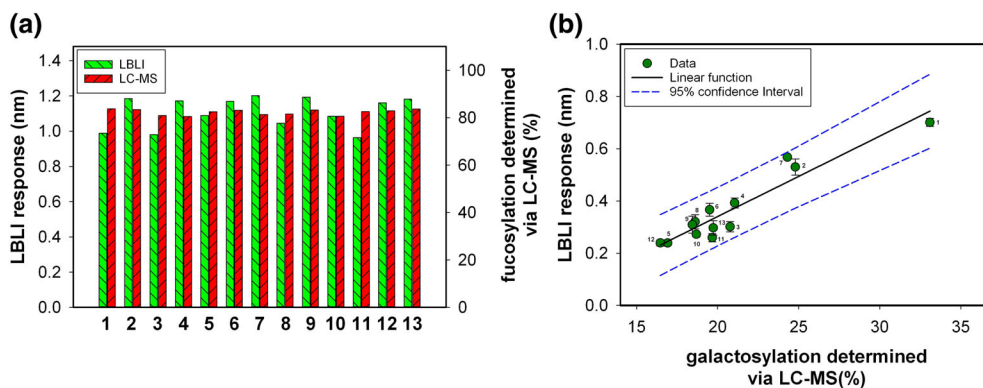 (a)
LBLI response (nm)
1.4
1.2
1.0
0.8
0.6
0.4
0.2
0.0
LBLI
LC-MS
100
80
60
40
20
0
fucosylation determined
via LC-MS (%)
1 2 3 4 5 6 7 8 9 10 11 12 13
(b)
LBLI response (nm)
1.0
0.8
0.6
0.4
0.2
0.0
Data
Linear function
95% confidence Interval
1
7
2
4
8
6
9
13
3
10
11
12
5
15 20 25 30 35
galactosylation determined
via LC-MS(%)